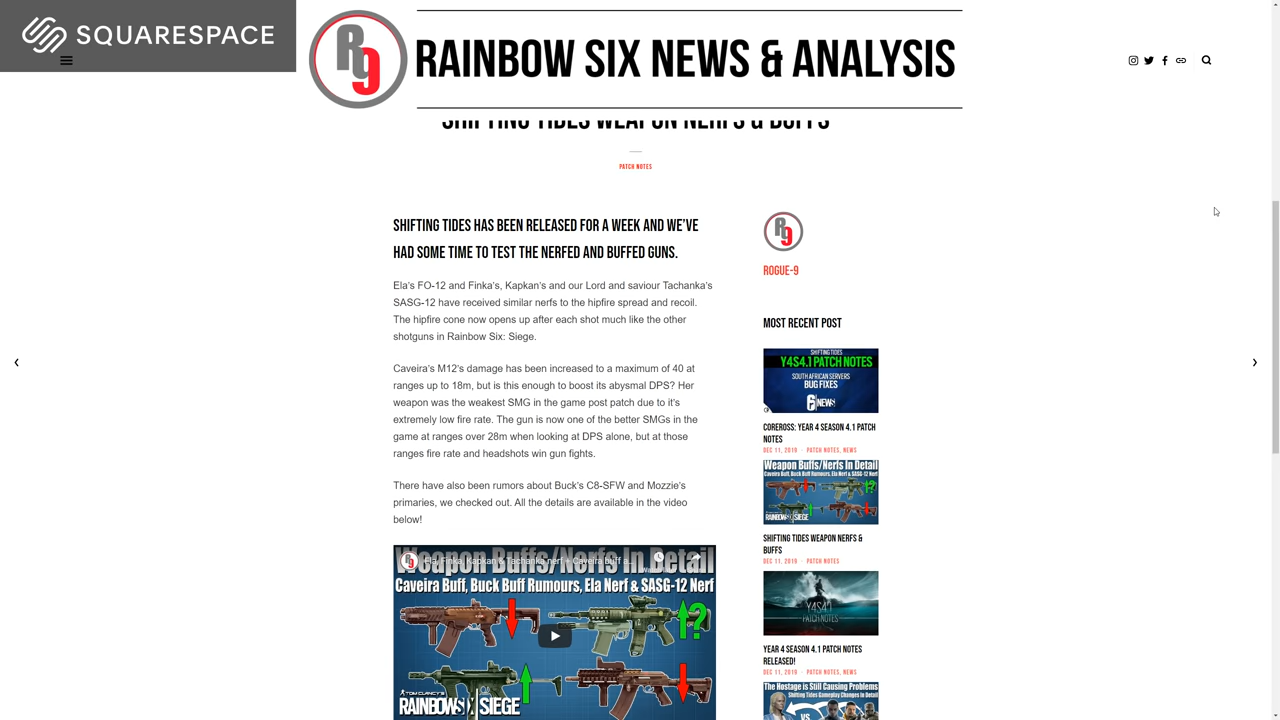 SQUARESPACE
R9
RAINBOW SIX NEWS & ANALYSIS
SHIFTING TIDES WEAPON NERFS & BUFFS
PATCH NOTES
SHIFTING TIDES HAS BEEN RELEASED FOR A WEEK AND WE'VE
HAD SOME TIME TO TEST THE NERFED AND BUFFED GUNS.
Ela's FO-12 and Finka's, Kapkan's and our Lord and saviour Tachanka's
SASG-12 have received similar nerfs to the hipfire spread and recoil.
The hipfire cone now opens up after each shot much like the other
shotguns in Rainbow Six: Siege.
Caveira's M12's damage has been increased to a maximum of 40 at
ranges up to 18m, but is this enough to boost its abysmal DPS? Her
weapon was the weakest SMG in the game post patch due to it's
extremely low fire rate. The gun is now one of the better SMGs in the
game at ranges over 28m when looking at DPS alone, but at those
ranges fire rate and headshots win gun fights.
There have also been rumors about Buck's C8-SFW and Mozzie's
primaries, we checked out. All the details are available in the video
below!
Weapon Buffs/Nerfs In Detail
Ela, Finka, Kapkan & Tachanka nerf + Caveira buff a...
Caveira Buff, Buck Buff Rumours, Ela Nerf & SASG-12 Nerf
?
TOM CLANCY'S
RAINBOW SIX SIEGE
R9
ROGUE-9
MOST RECENT POST
SHIFTING TIDES
Y4S4.1 PATCH NOTES
SOUTH AFRICAN SERVERS
BUG FIXES
6 NEWS
COREROSS: YEAR 4 SEASON 4.1 PATCH
NOTES
DEC 11, 2019 · PATCH NOTES, NEWS
Weapon Buffs/Nerfs In Detail
Caveira Buff, Buck Buff Rumours, Ela Nerf & SASG-12 Nerf
?
RAINBOW SIX SIEGE
SHIFTING TIDES WEAPON NERFS &
BUFFS
DEC 11, 2019 · PATCH NOTES
Y4S4.1
PATCH NOTES
YEAR 4 SEASON 4.1 PATCH NOTES
RELEASED!
DEC 11, 2019 · PATCH NOTES, NEWS
The Hostage is Still Causing Problems
Shifting Tides Gameplay Changes In Detail
VS